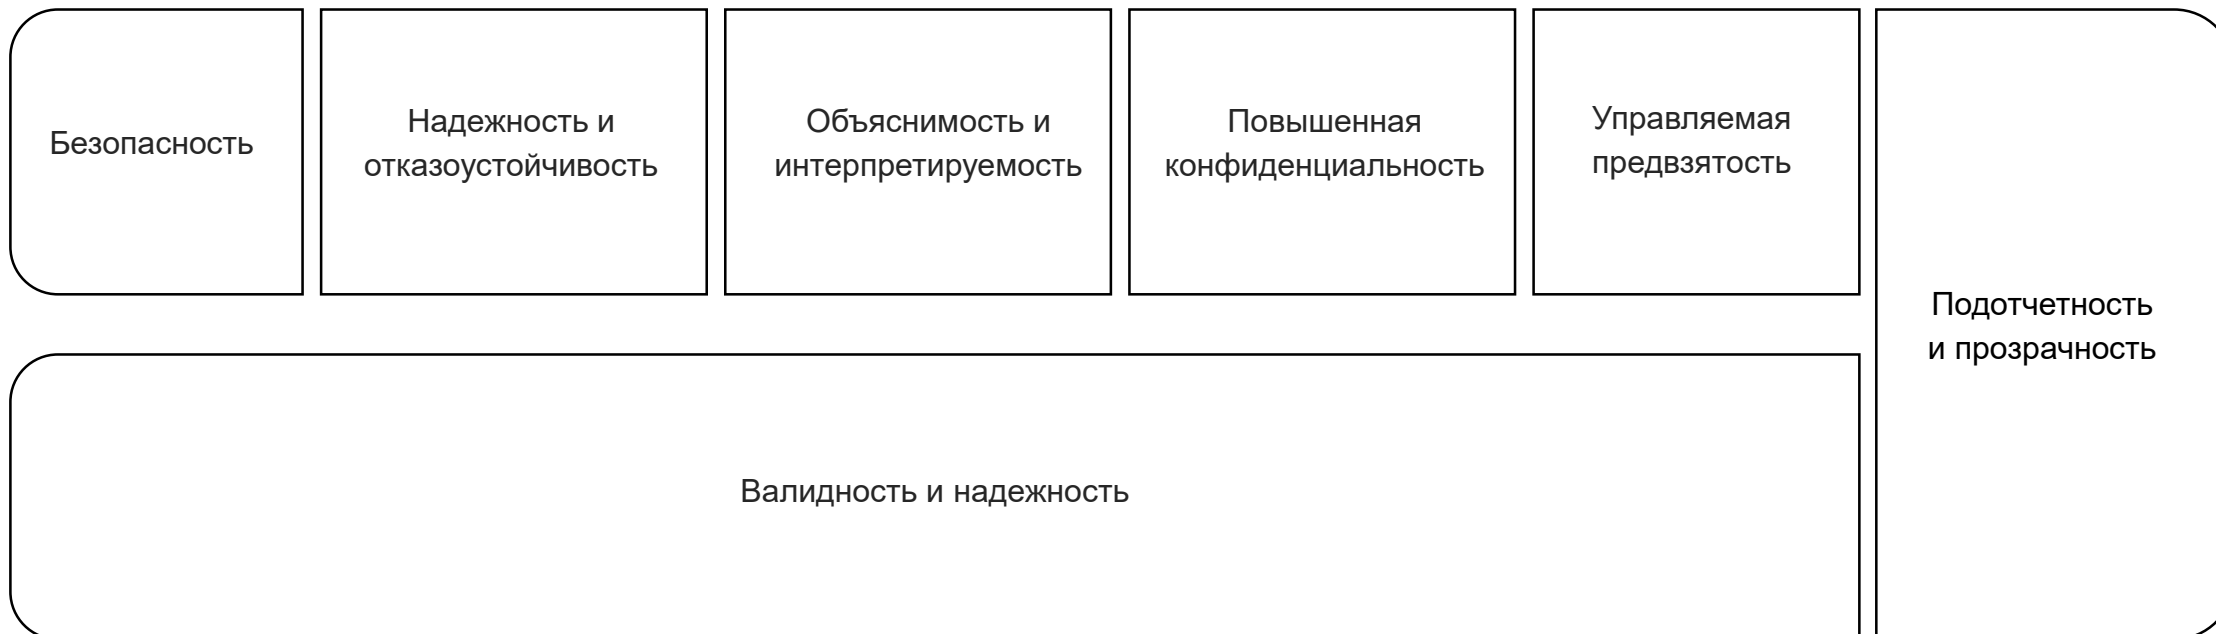 Безопасность
Надежность и
отказоустойчивость
Объяснимость и
интерпретируемость
Повышенная
конфиденциальность
Управляемая
предвзятость
Подотчетность
и прозрачность
Валидность и надежность